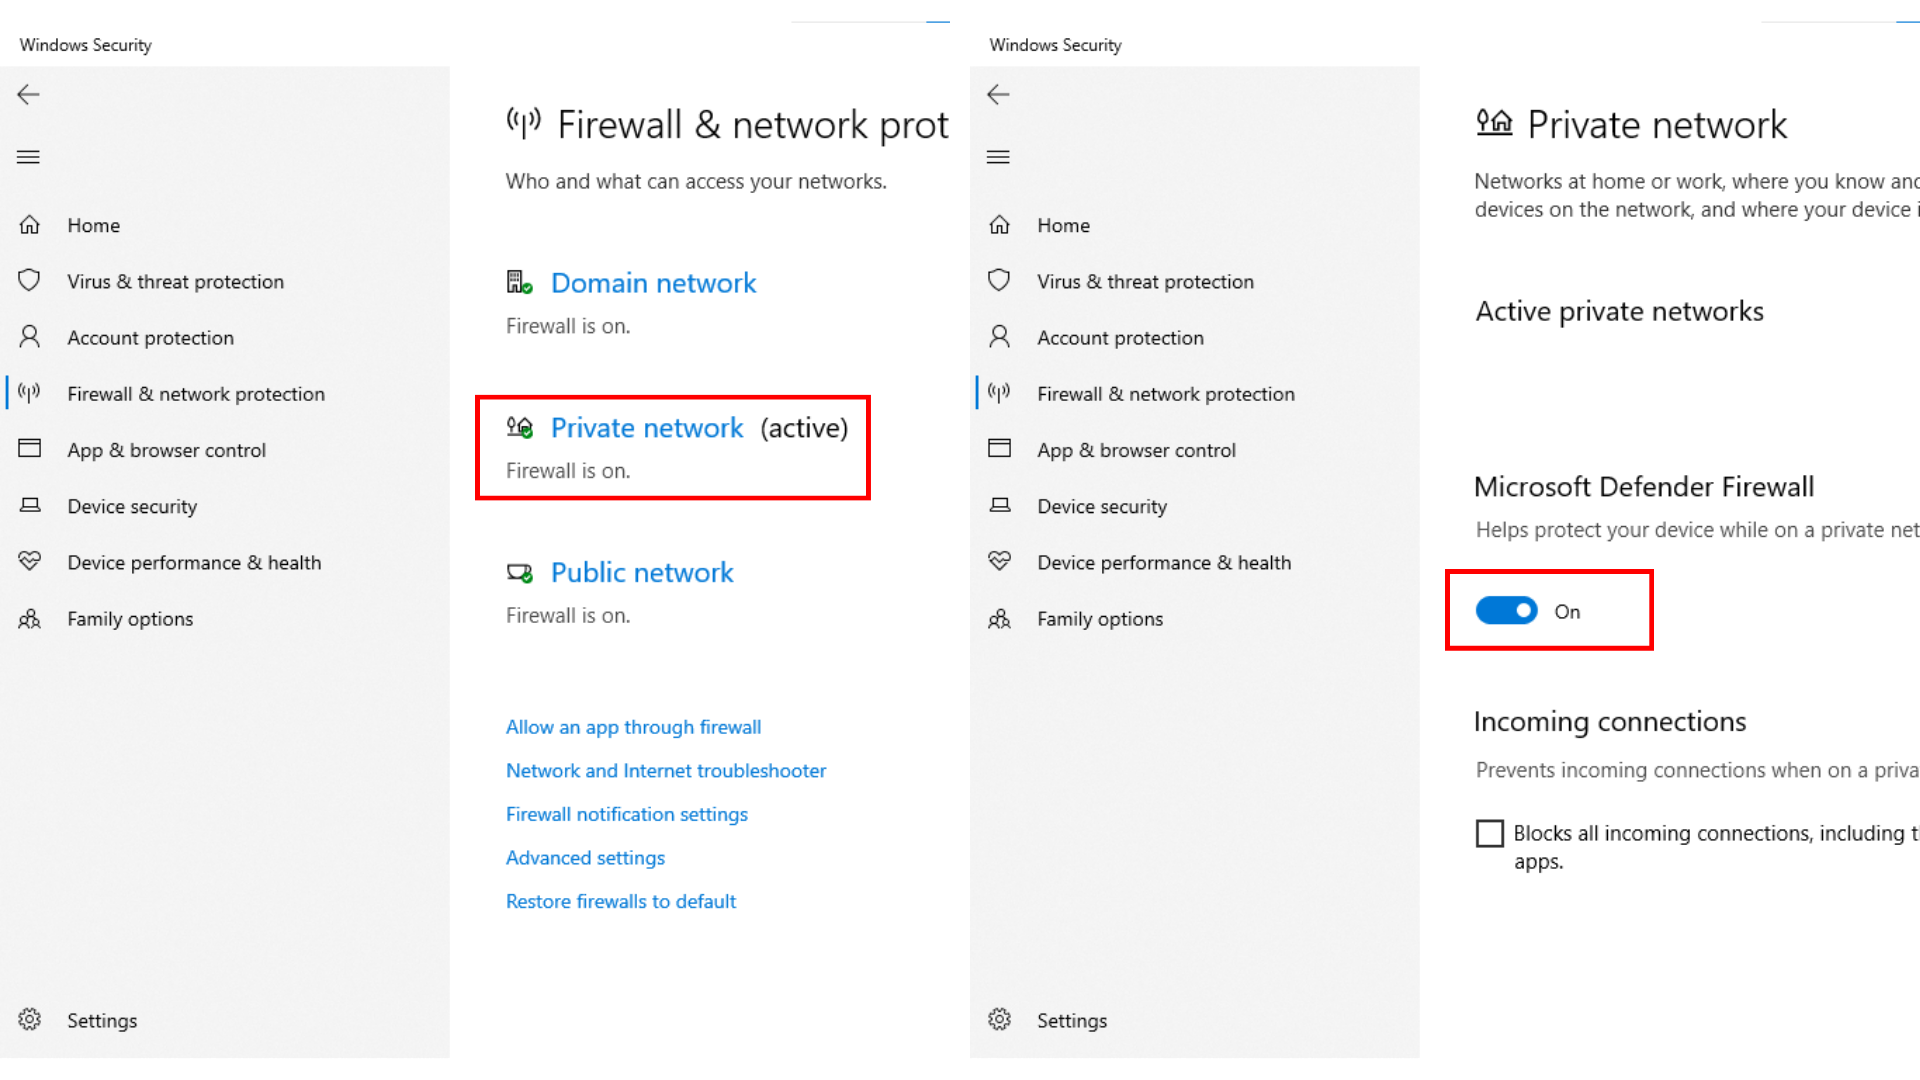 Windows Security
Home
Virus & threat protection
Account protection
Firewall & network protection
App & browser control
Device security
Device performance & health
Family options
Settings
Firewall & network prot
Who and what can access your networks.
Domain network
Firewall is on.
Private network (active)
Firewall is on.
Public network
Firewall is on.
Allow an app through firewall
Network and Internet troubleshooter
Firewall notification settings
Advanced settings
Restore firewalls to default
Windows Security
Home
Virus & threat protection
Account protection
Firewall & network protection
App & browser control
Device security
Device performance & health
Family options
Settings
Private network
Networks at home or work, where you know and
devices on the network, and where your device i
Active private networks
Microsoft Defender Firewall
Helps protect your device while on a private net
On
Incoming connections
Prevents incoming connections when on a priva
Blocks all incoming connections, including t
apps.